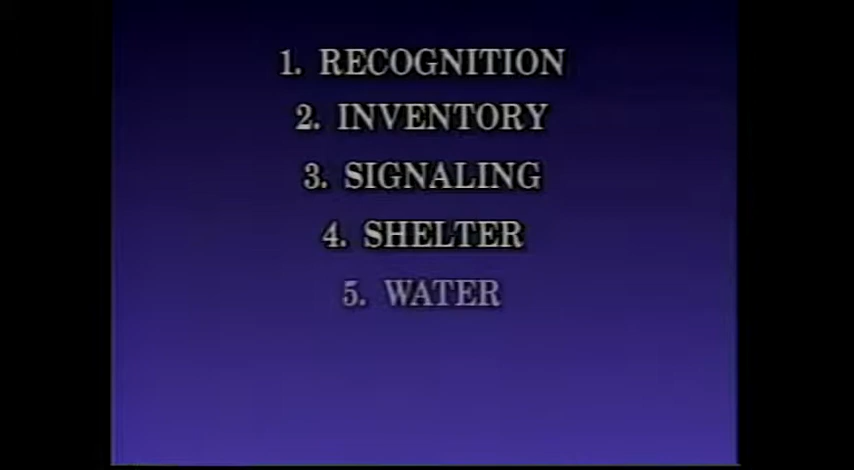 1. RECOGNITION
2. INVENTORY
3. SIGNALING
4. SHELTER
5. WATER